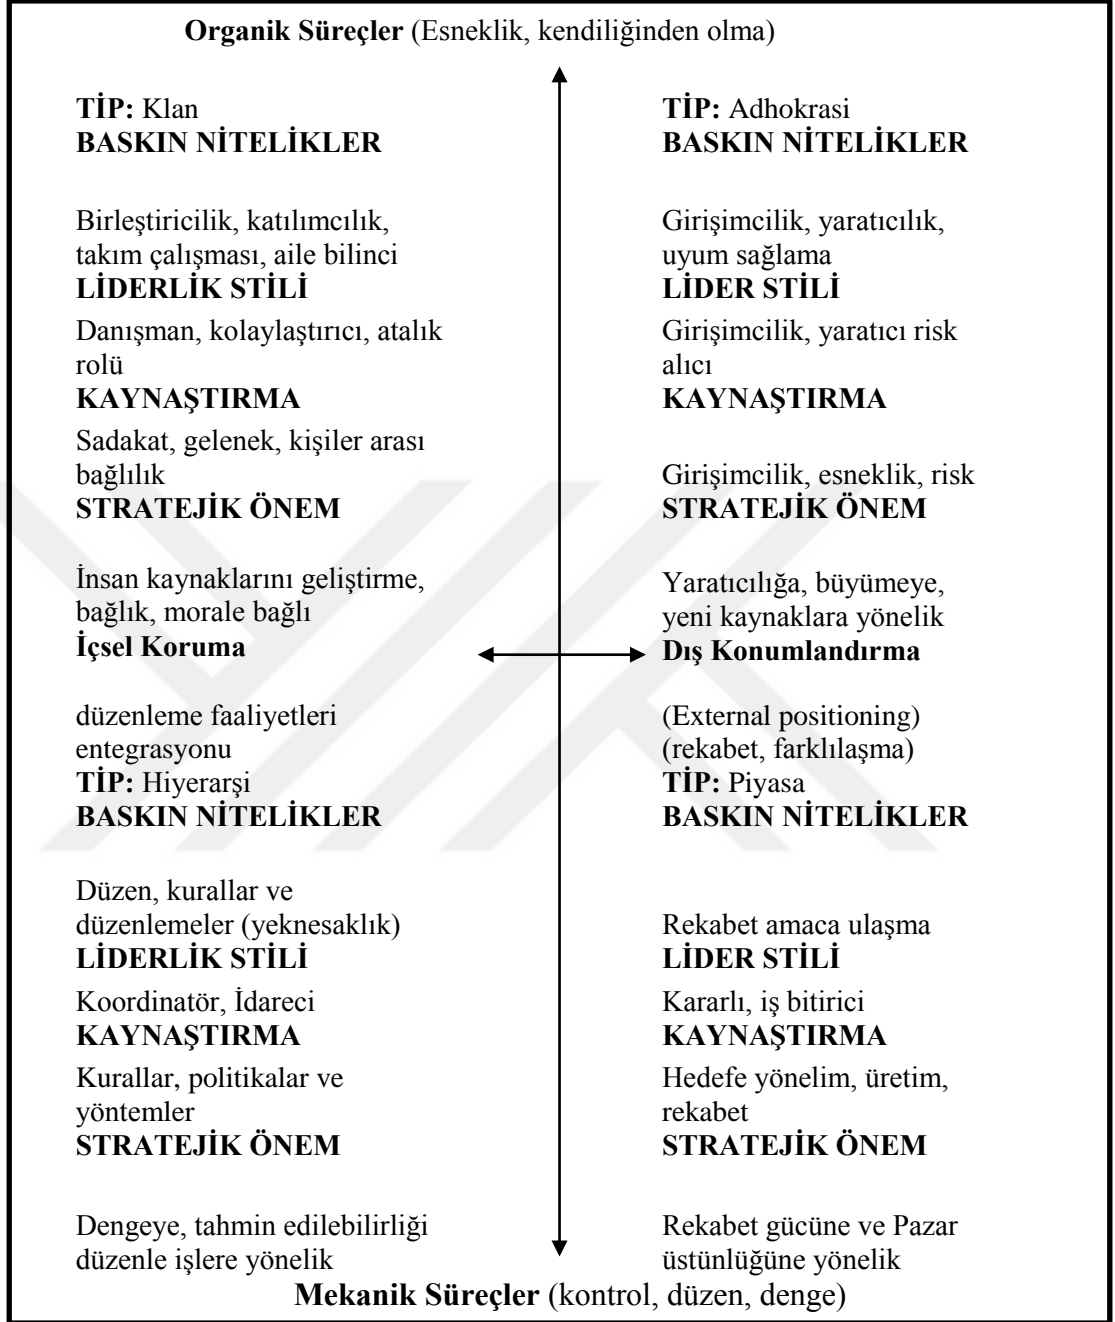 Organik Süreçler (Esneklik, kendiliğinden olma)
TİP: Klan
BASKIN NİTELİKLER
Birleştiricilik, katılımcılık,
takım çalışması, aile bilinci
LİDERLİK STİLİ
Danışman, kolaylaştırıcı, atalık
rolü
KAYNAŞTIRMA
Sadakat, gelenek, kişiler arası
bağlılık
STRATEJİK ÖNEM
İnsan kaynaklarını geliştirme,
bağlık, morale bağlı
İçsel Koruma
düzenleme faaliyetleri
entegrasyonu
TİP: Hiyerarşi
BASKIN NİTELİKLER
Düzen, kurallar ve
düzenlemeler (yeknesaklık)
LİDERLİK STİLİ
Koordinatör, İdareci
KAYNAŞTIRMA
Kurallar, politikalar ve
yöntemler
STRATEJİK ÖNEM
Dengeye, tahmin edilebilirliği
düzenle işlere yönelik
TİP: Adhokrasi
BASKIN NİTELİKLER
Girişimcilik, yaratıcılık,
uyum sağlama
LİDER STİLİ
Girişimcilik, yaratıcı risk
alıcı
KAYNAŞTIRMA
Girişimcilik, esneklik, risk
STRATEJİK ÖNEM
Yaratıcılığa, büyümeye,
yeni kaynaklara yönelik
Dış Konumlandırma
(External positioning)
(rekabet, farklılaşma)
TİP: Piyasa
BASKIN NİTELİKLER
Rekabet amaca ulaşma
LİDER STİLİ
Kararlı, iş bitirici
KAYNAŞTIRMA
Hedefe yönelim, üretim,
rekabet
STRATEJİK ÖNEM
Rekabet gücüne ve Pazar
üstünlüğüne yönelik
Mekanik Süreçler (kontrol, düzen, denge)